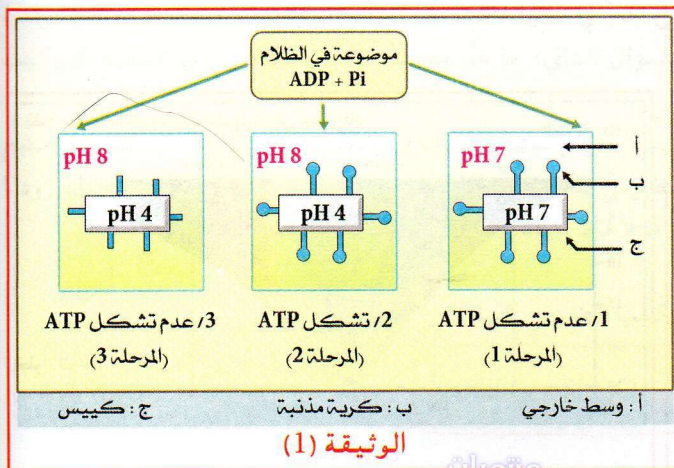 موضوعة في الظلام
ADP + Pi
pH 7
pH 7
أ
ب
ج
1/ عدم تشكل ATP
(المرحلة 1)
pH 8
pH 4
2/ تشكل ATP
(المرحلة 2)
pH 8
pH 4
3/ عدم تشكل ATP
(المرحلة 3)
أ : وسط خارجي
ب : كرية مذنبة
ج : كييس
الوثيقة (1)